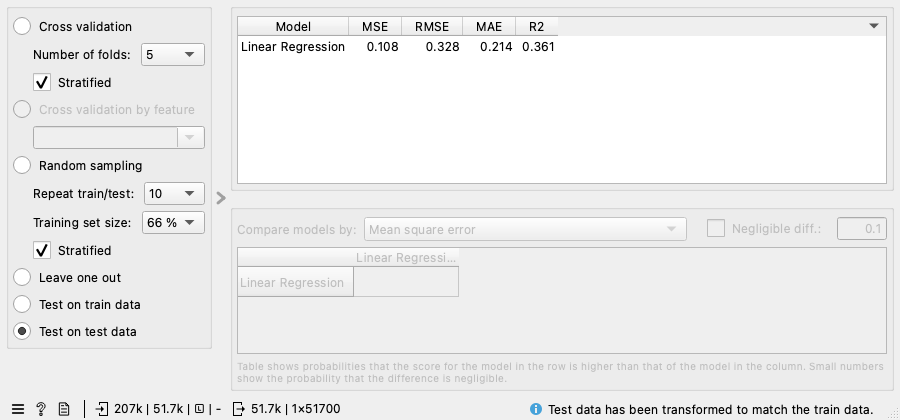 Cross validation
Number of folds: 5
Stratified
Cross validation by feature
Random sampling
Repeat train/test: 10
Training set size: 66 %
Stratified
Leave one out
Test on train data
Test on test data
Model MSE RMSE MAE R2
Linear Regression 0.108 0.328 0.214 0.361
Compare models by: Mean square error Negligible diff.: 0.1
Linear Regressi...
Linear Regression
Table shows probabilities that the score for the model in the row is higher than that of the model in the column. Small numbers
show the probability that the difference is negligible.
207k | 51.7k | - 51.7k | 1×51700
Test data has been transformed to match the train data.